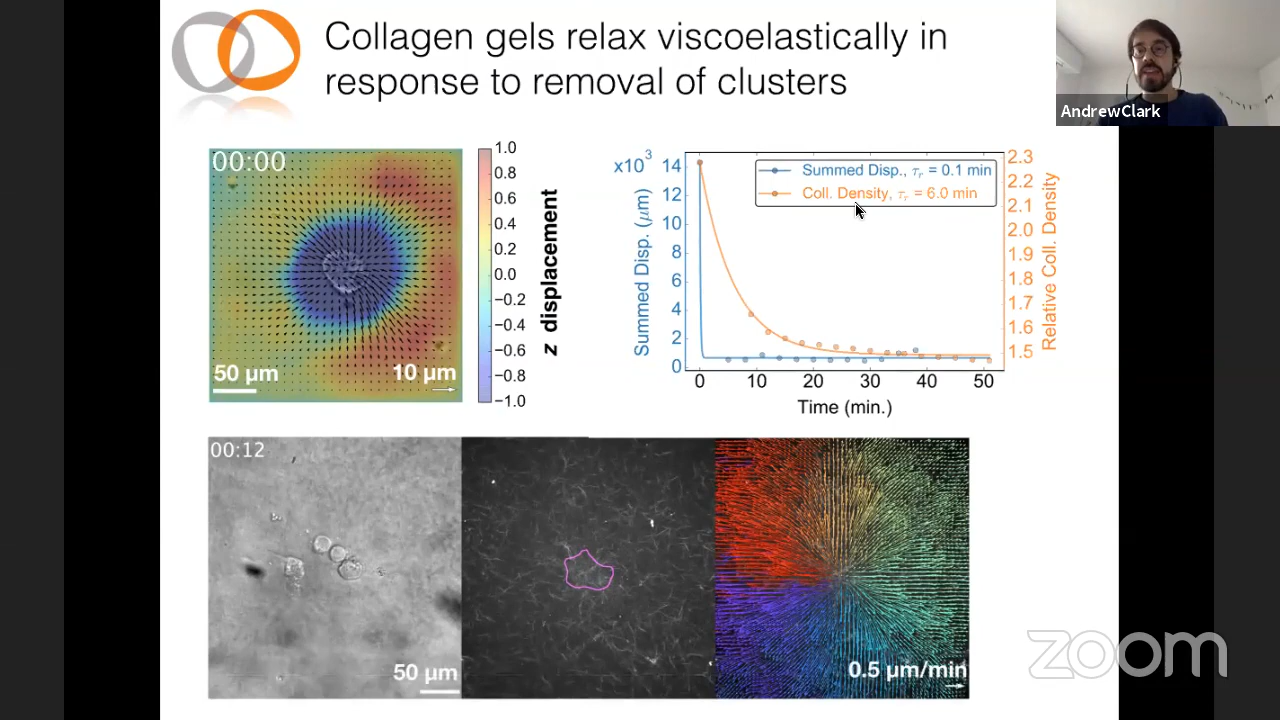 Collagen gels relax viscoelastically in
response to removal of clusters
AndrewClark
00:00
50 μm
10 μm
1.0
0.8
0.6
0.4
0.2
0.0
−0.2
−0.4
−0.6
−0.8
−1.0
z displacement
x10³
14
12
10
8
6
4
2
0
Summed Disp. (μm)
Summed Disp., τr = 0.1 min
Coll. Density, τr = 6.0 min
2.3
2.2
2.1
2.0
1.9
1.8
1.7
1.6
1.5
Relative Coll. Density
0 10 20 30 40 50
Time (min.)
00:12
50 μm
0.5 μm/min
zoom